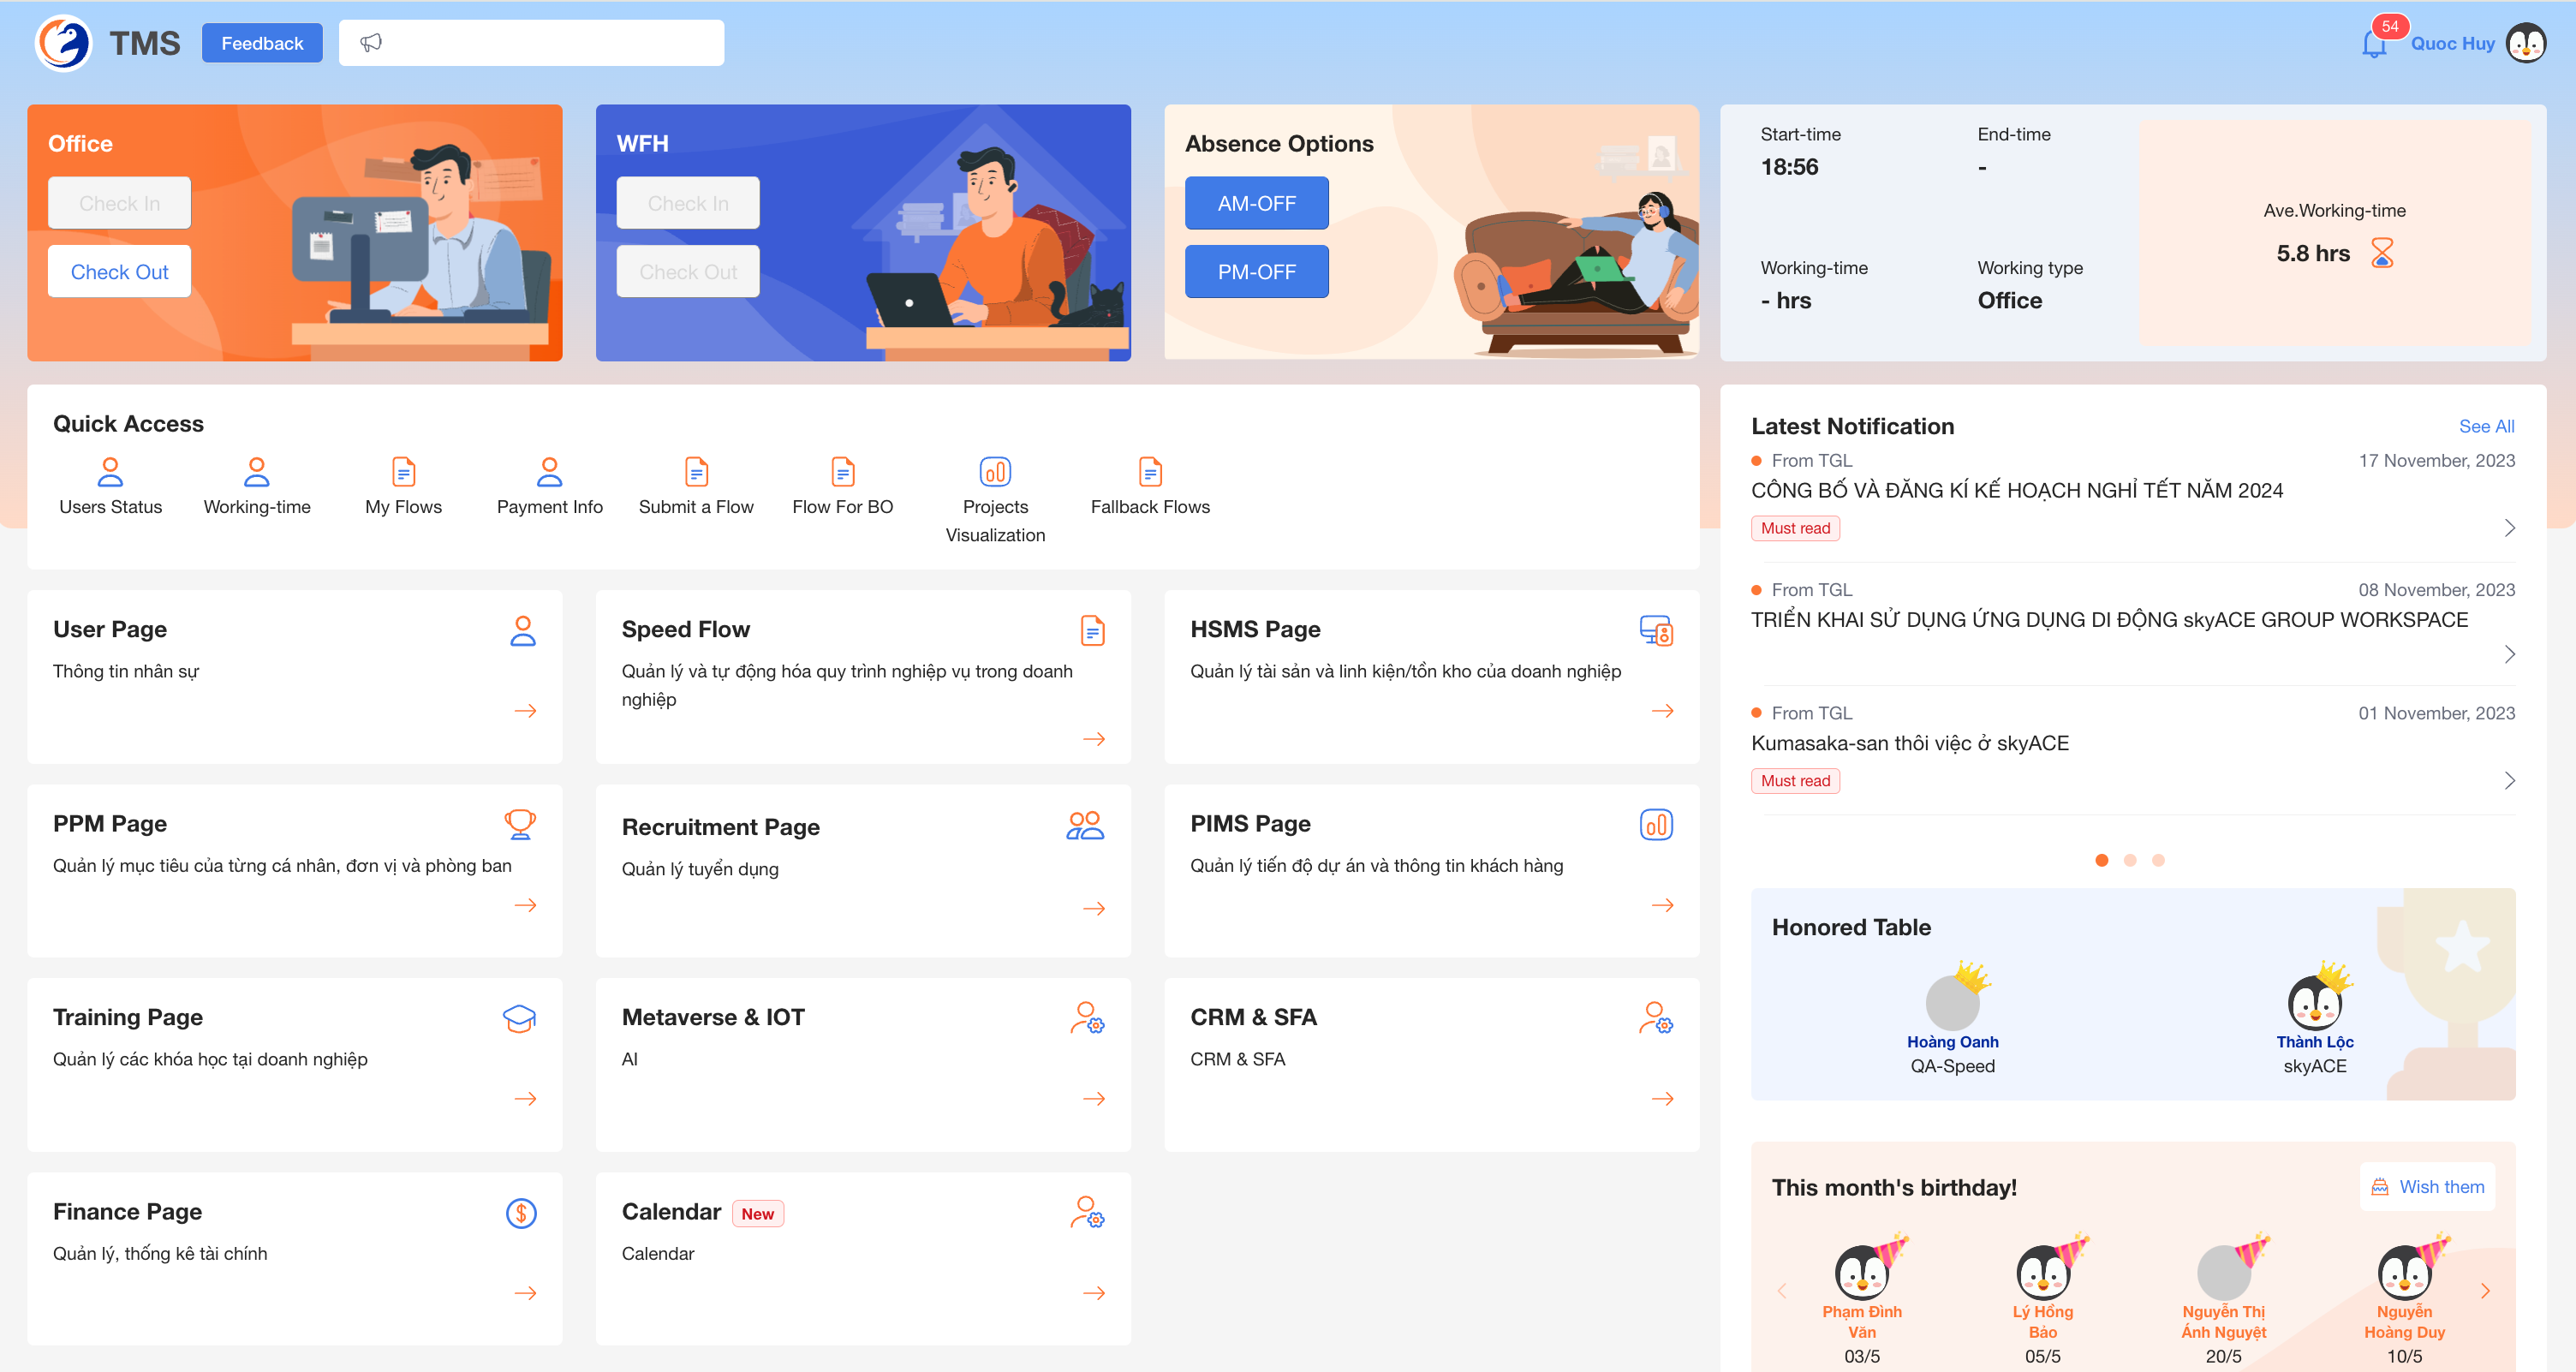 TMS
Feedback
54
Quoc Huy
Office
Check In
Check Out
WFH
Check In
Check Out
Absence Options
AM-OFF
PM-OFF
Start-time
18:56
End-time
-
Working-time
- hrs
Working type
Office
Ave.Working-time
5.8 hrs
Quick Access
Users Status
Working-time
My Flows
Payment Info
Submit a Flow
Flow For BO
Projects
Visualization
Fallback Flows
User Page
Thông tin nhân sự
Speed Flow
Quản lý và tự động hóa quy trình nghiệp vụ trong doanh
nghiệp
HSMS Page
Quản lý tài sản và linh kiện/tồn kho của doanh nghiệp
PPM Page
Quản lý mục tiêu của từng cá nhân, đơn vị và phòng ban
Recruitment Page
Quản lý tuyển dụng
PIMS Page
Quản lý tiến độ dự án và thông tin khách hàng
Training Page
Quản lý các khóa học tại doanh nghiệp
Metaverse & IOT
AI
CRM & SFA
CRM & SFA
Finance Page
Quản lý, thống kê tài chính
Calendar New
Calendar
Latest Notification
See All
From TGL
17 November, 2023
CÔNG BỐ VÀ ĐĂNG KÍ KẾ HOẠCH NGHỈ TẾT NĂM 2024
Must read
From TGL
08 November, 2023
TRIỂN KHAI SỬ DỤNG ỨNG DỤNG DI ĐỘNG skyACE GROUP WORKSPACE
From TGL
01 November, 2023
Kumasaka-san thôi việc ở skyACE
Must read
Honored Table
Hoàng Oanh
QA-Speed
Thành Lộc
skyACE
This month's birthday!
Wish them
Phạm Đình
Văn
03/5
Lý Hồng
Bảo
05/5
Nguyễn Thị
Ánh Nguyệt
20/5
Nguyễn
Hoàng Duy
10/5